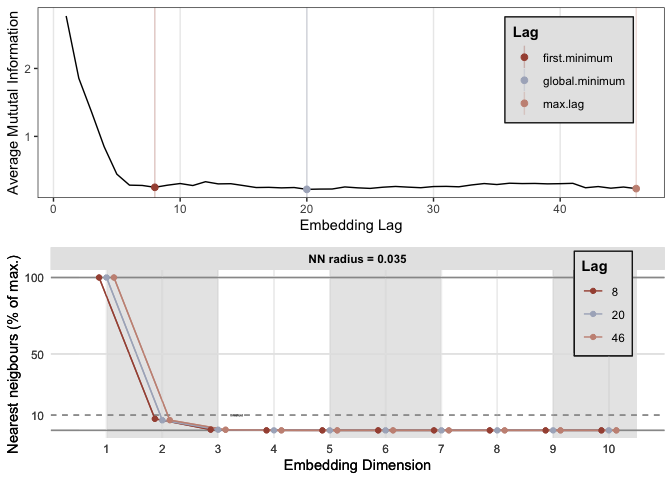 Average Mututal Information
2
1
Lag
first.minimum
global.minimum
max.lag
0
10
20
30
40
Embedding Lag
NN radius = 0.035
Nearest neigbours (% of max.)
100
50
10
Lag
8
20
46
1
2
3
4
5
6
7
8
9
10
Embedding Dimension